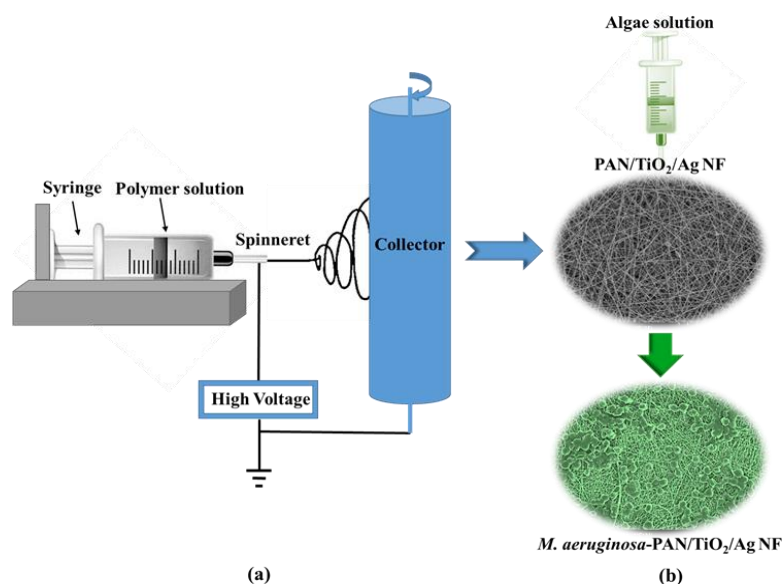 Algae solution
PAN/TiO₂/Ag NF
Syringe
Polymer solution
Spinneret
Collector
High Voltage
M. aeruginosa-PAN/TiO₂/Ag NF
(a)
(b)